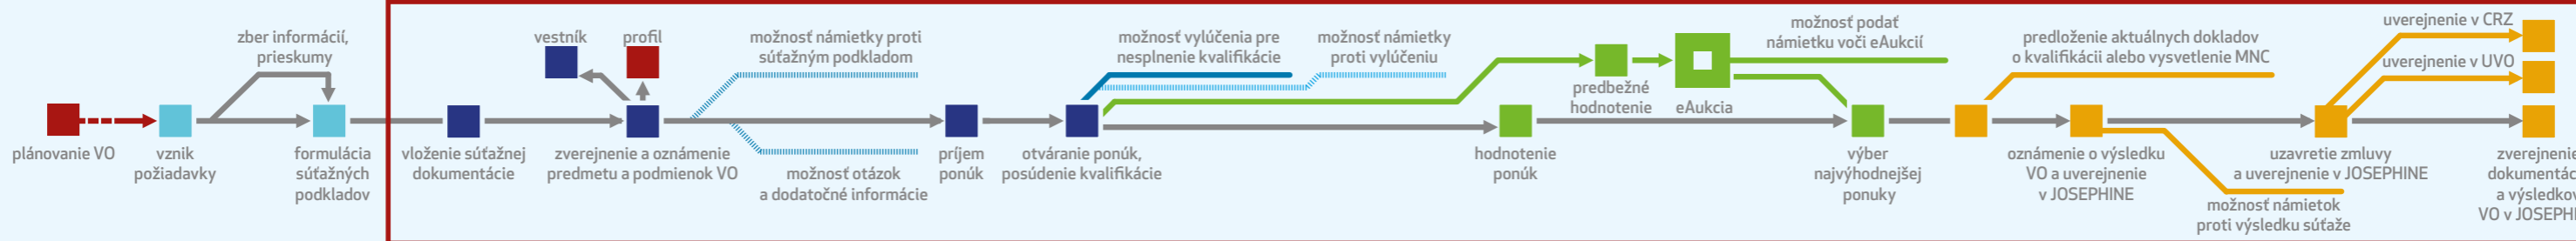 plánovanie VO
vznik
požiadavky
zber informácií,
prieskumy
formulácia
súťažných
podkladov
vloženie súťažnej
dokumentácie
vestník
profil
zverejnenie a oznámenie
predmetu a podmienok VO
možnosť námietky proti
súťažným podkladom
možnosť otázok
a dodatočné informácie
príjem
ponúk
otváranie ponúk,
posúdenie kvalifikácie
možnosť vylúčenia pre
nesplnenie kvalifikácie
možnosť námietky
proti vylúčeniu
hodnotenie
ponúk
predbežné
hodnotenie
eAukcia
možnosť podať
námietku voči eAukcií
výber
najvýhodnejšej
ponuky
predloženie aktuálnych dokladov
o kvalifikácii alebo vysvetlenie MNC
oznámenie o výsledku
VO a uverejnenie
v JOSEPHINE
možnosť námietok
proti výsledku súťaže
uzavretie zmluvy
a uverejnenie v JOSEPHINE
uverejnenie v CRZ
uverejnenie v UVO
zverejnenie
a výsledkov
VO v